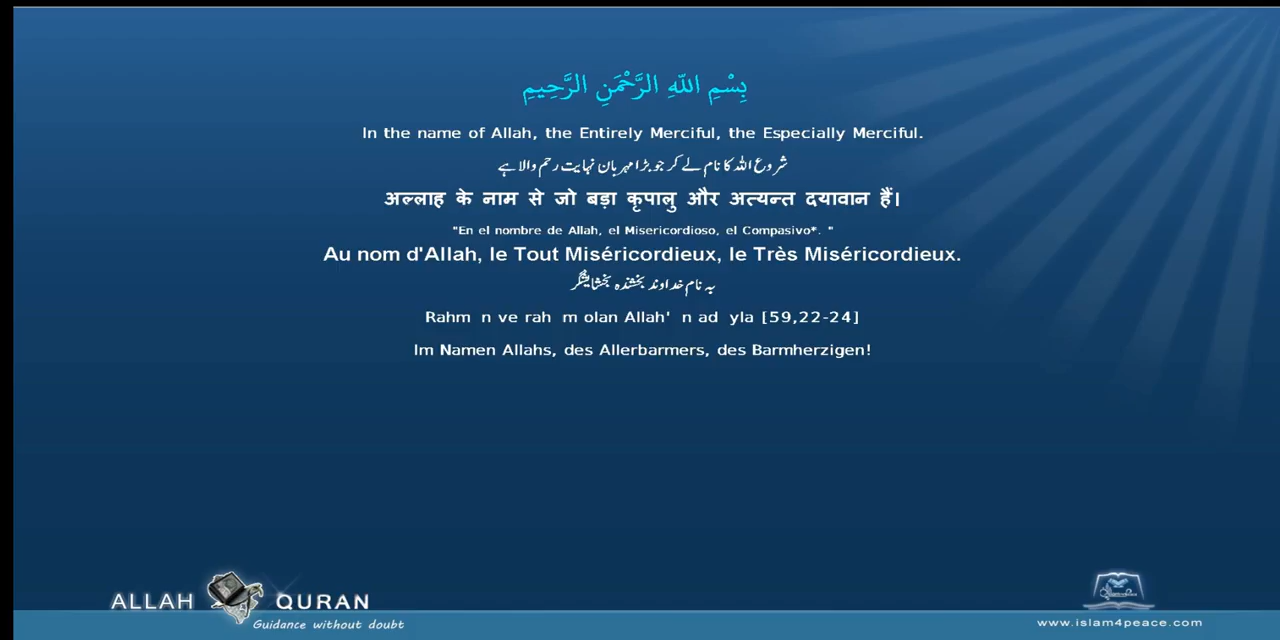 بِسْمِ اللّهِ الرَّحْمَنِ الرَّحِيمِ
In the name of Allah, the Entirely Merciful, the Especially Merciful.
شروع الله کا نام لے کر جو بڑا مہربان نہایت رحم والا ہے
अल्लाह के नाम से जो बड़ा कृपालु और अत्यन्त दयावान हैं।
"En el nombre de Allah, el Misericordioso, el Compasivo*. "
Au nom d'Allah, le Tout Miséricordieux, le Très Miséricordieux.
به نام خداوند بخشنده بخشایشگر
Rahm n ve rah m olan Allah' n ad yla [59,22-24]
Im Namen Allahs, des Allerbarmers, des Barmherzigen!
ALLAH QURAN
Guidance without doubt
www.islam4peace.com